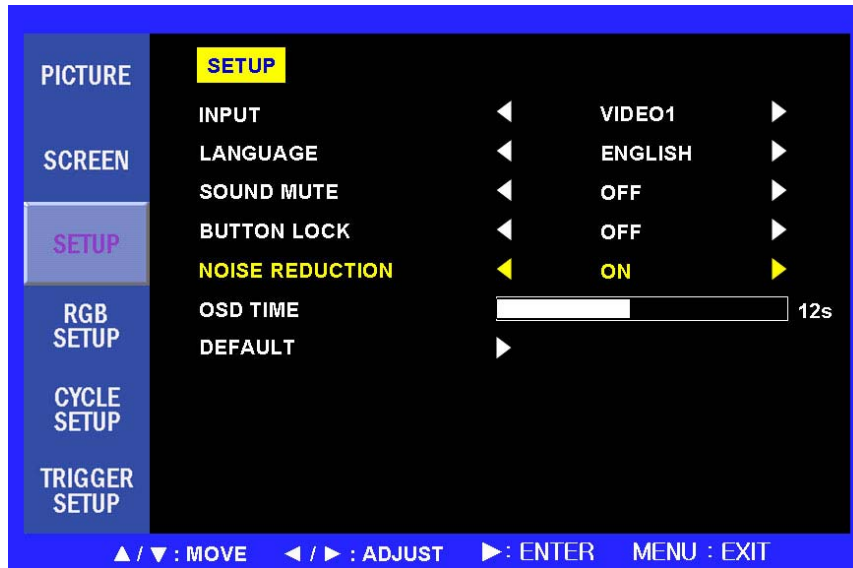 PICTURE
SCREEN
SETUP
RGB
SETUP
CYCLE
SETUP
TRIGGER
SETUP
SETUP
INPUT ◀ VIDEO1 ▶
LANGUAGE ◀ ENGLISH ▶
SOUND MUTE ◀ OFF ▶
BUTTON LOCK ◀ OFF ▶
NOISE REDUCTION ◀ ON ▶
OSD TIME 12s
DEFAULT ▶
▲ / ▼ : MOVE ◀ / ▶ : ADJUST ▶ : ENTER MENU : EXIT